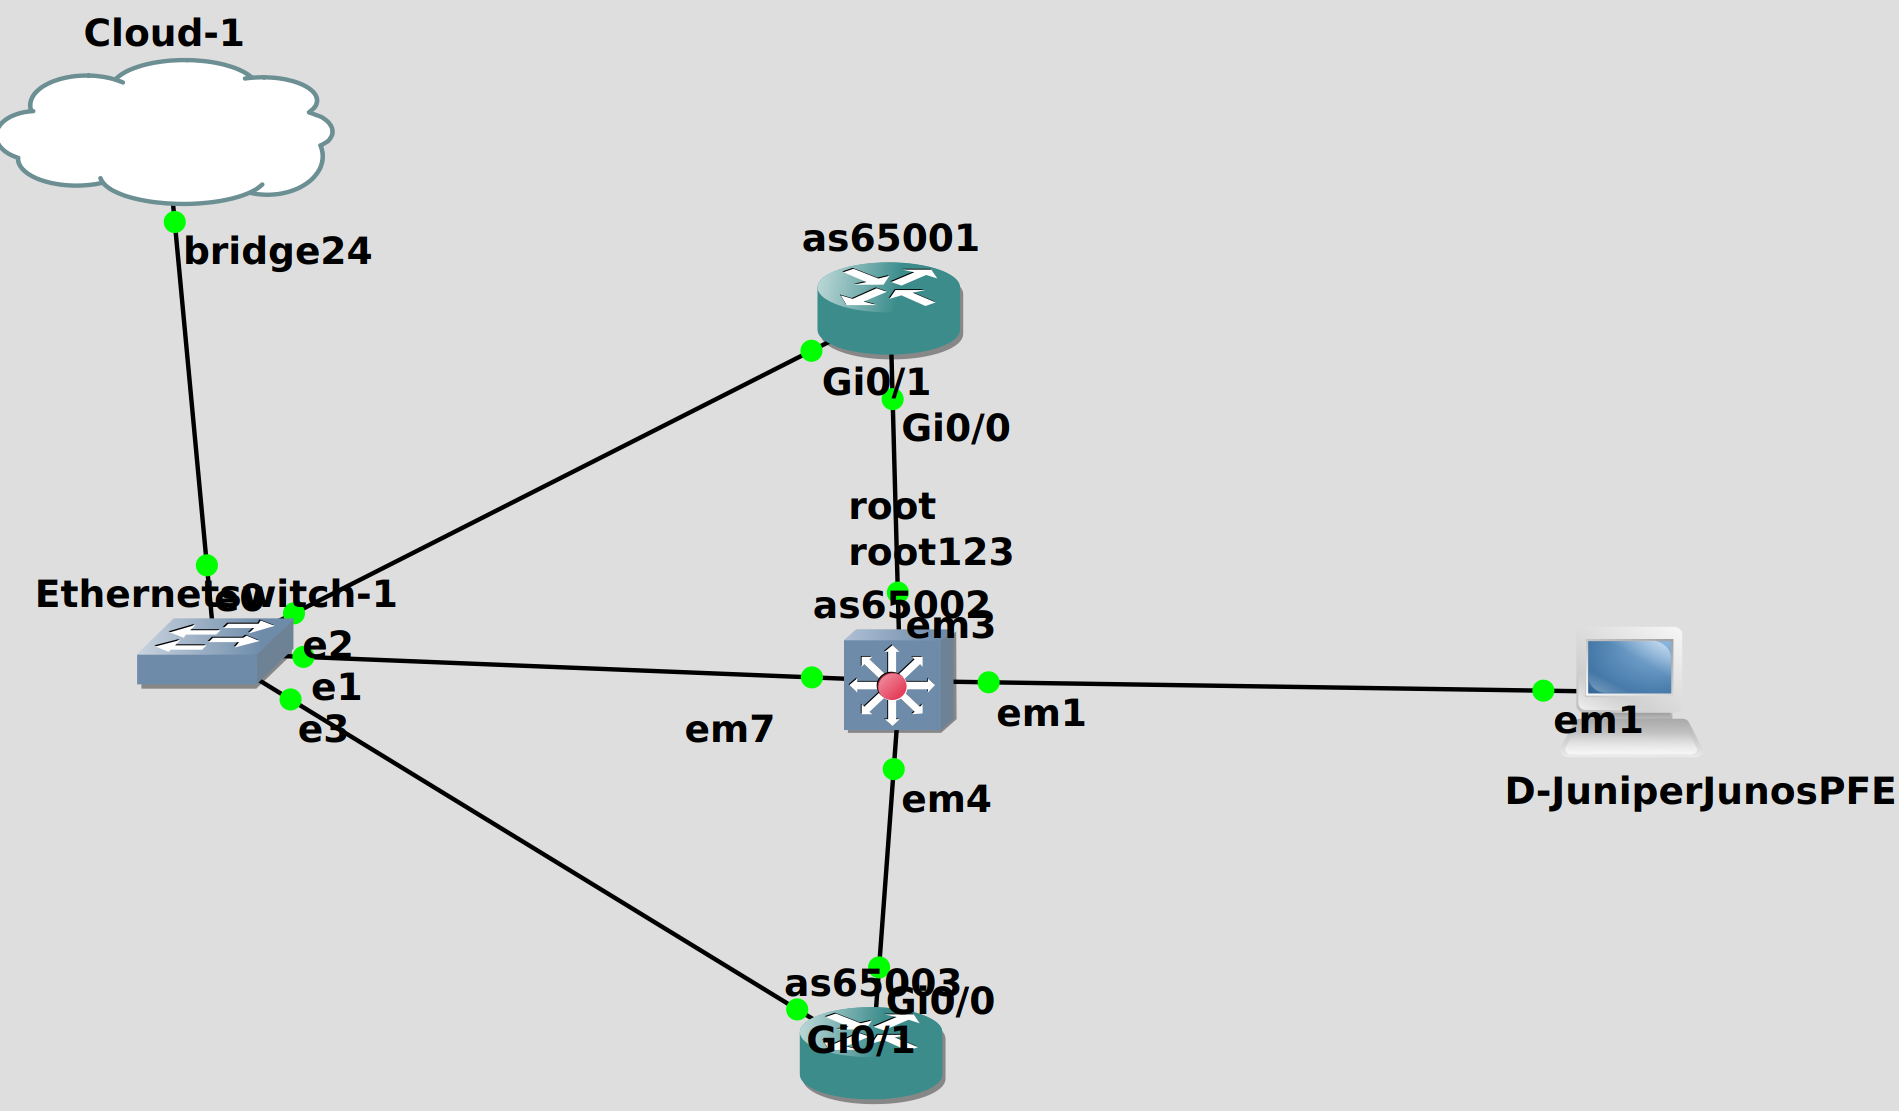 Cloud-1
bridge24
as65001
Gi0/1
Gi0/0
root
root123
Ethernetswitch-1
e0
as65002
em3
e2
e1
e3
em7
em1
em1
em4
D-JuniperJunosPFE
as65003
Gi0/0
Gi0/1